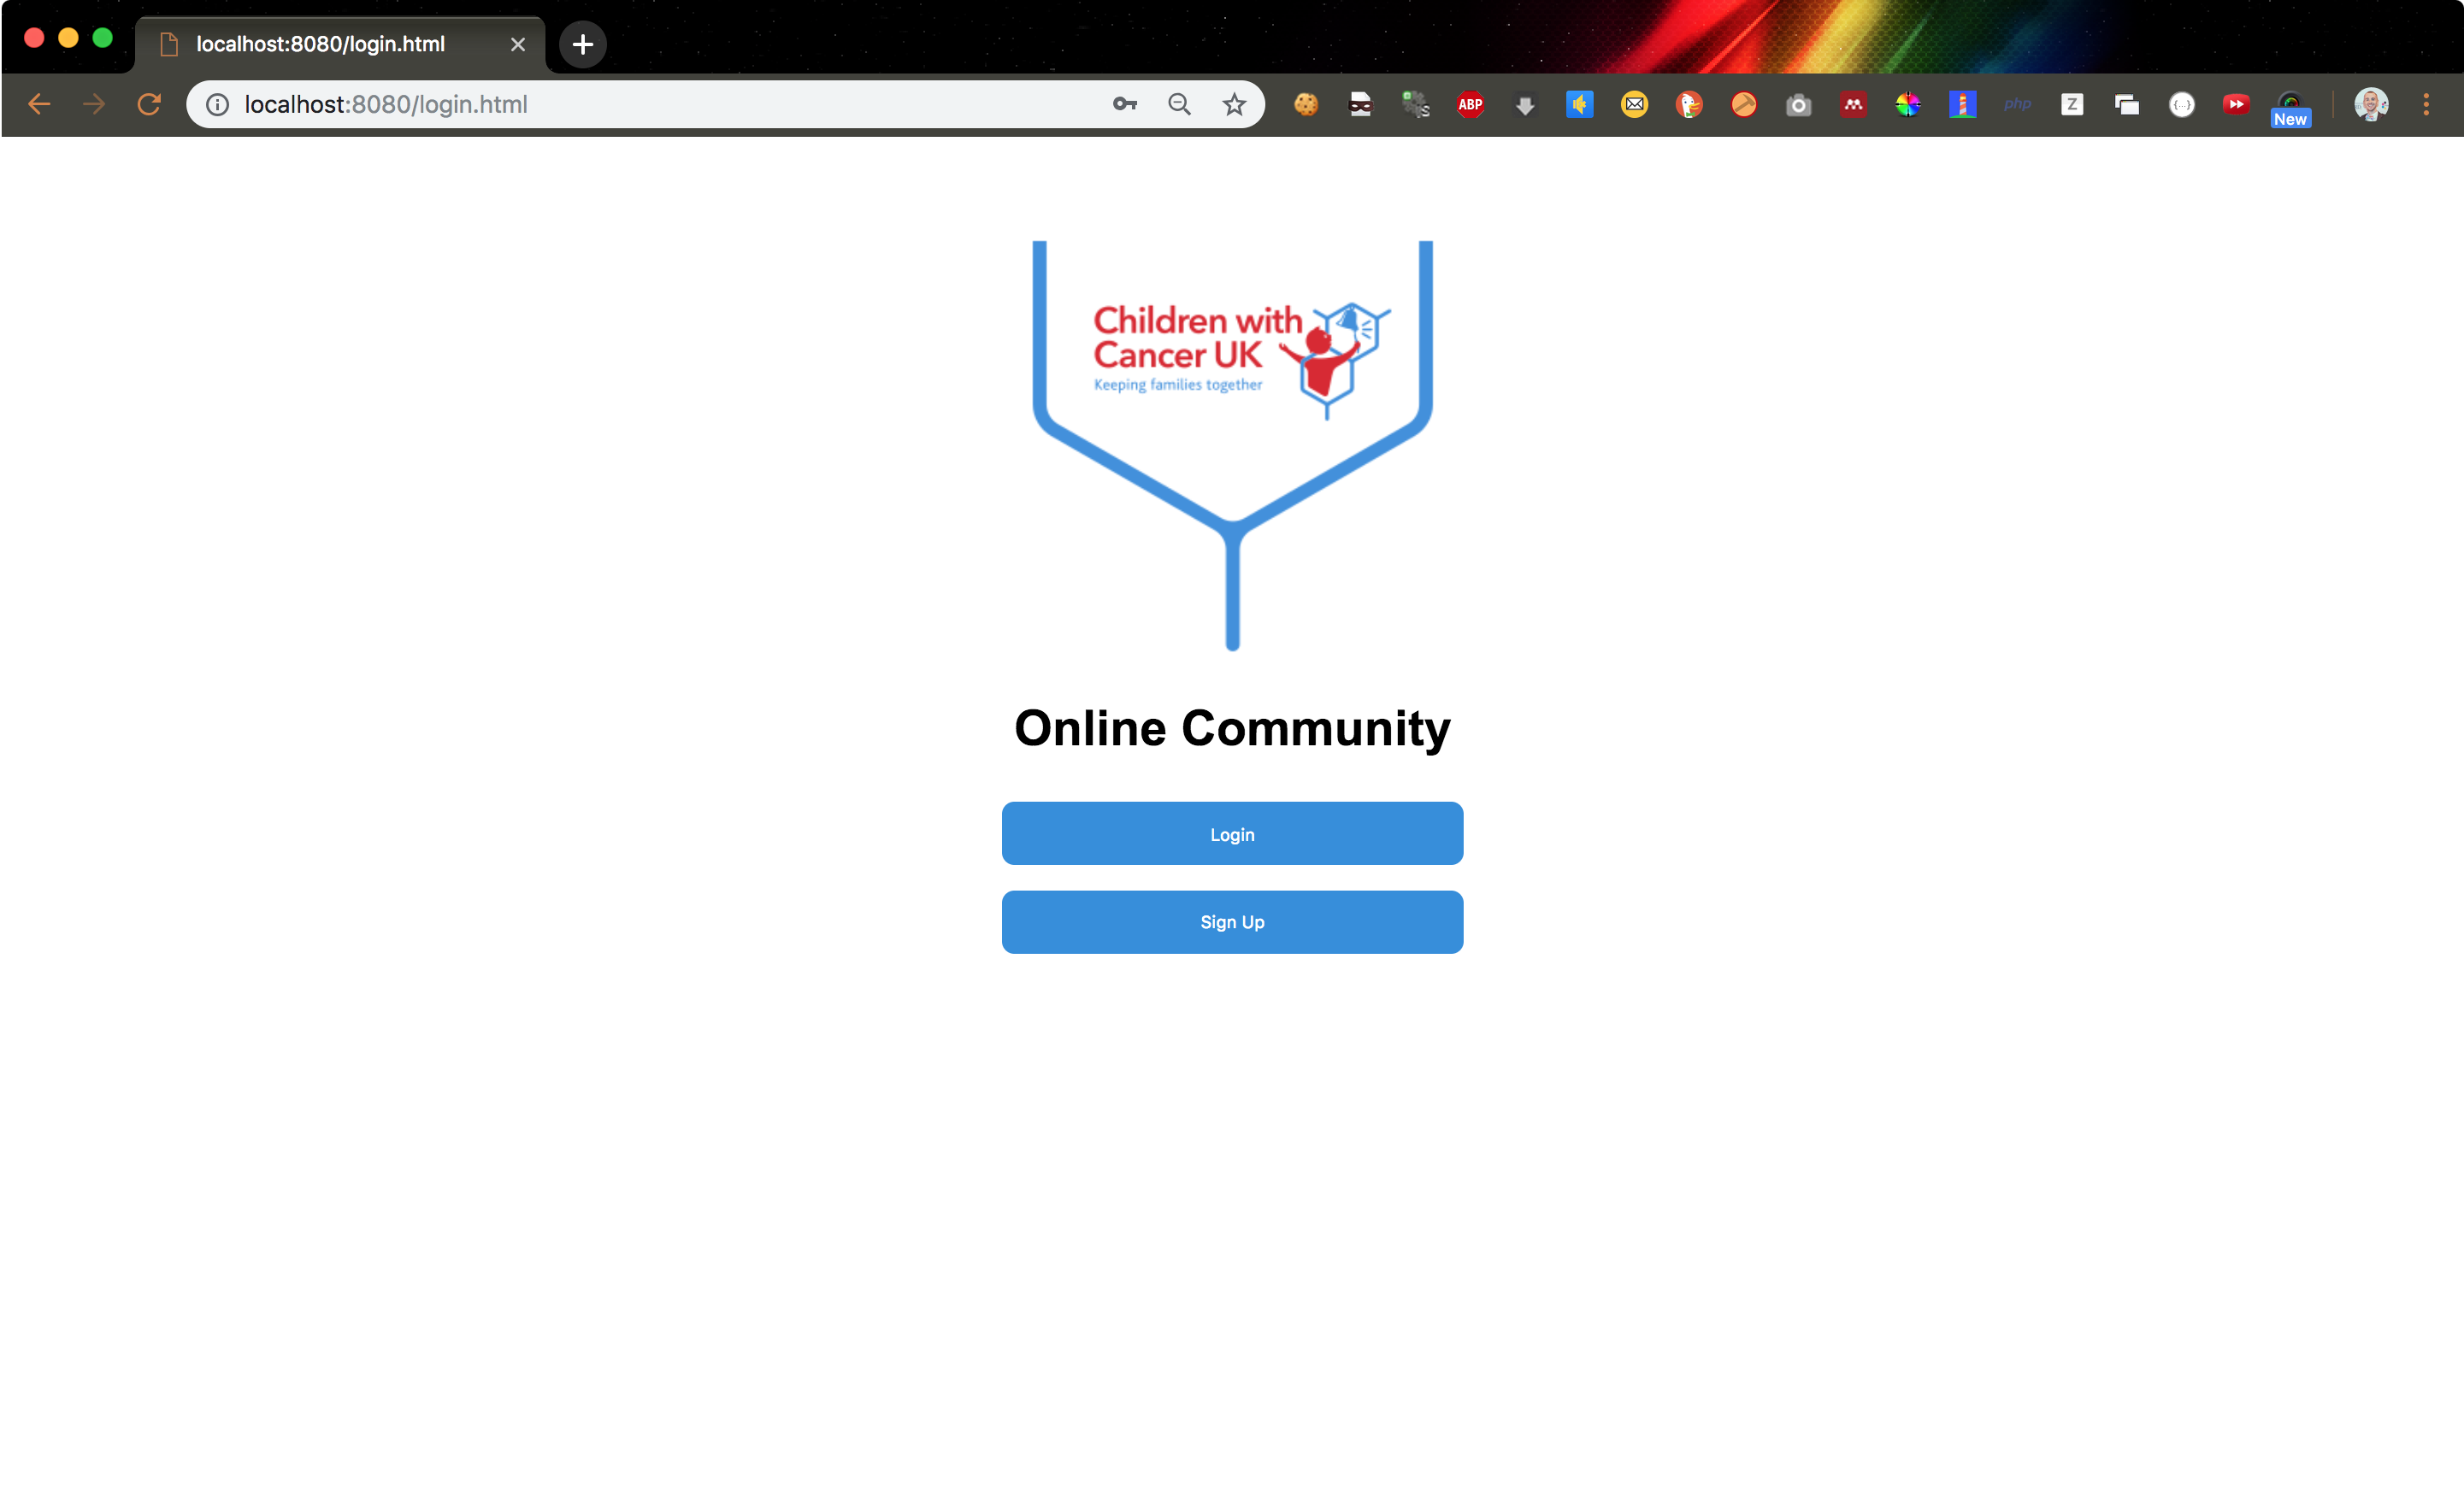 localhost:8080/login.html
localhost:8080/login.html
ABP
php
Z
{...}
New
Children with
Cancer UK
Keeping families together
Online Community
Login
Sign Up